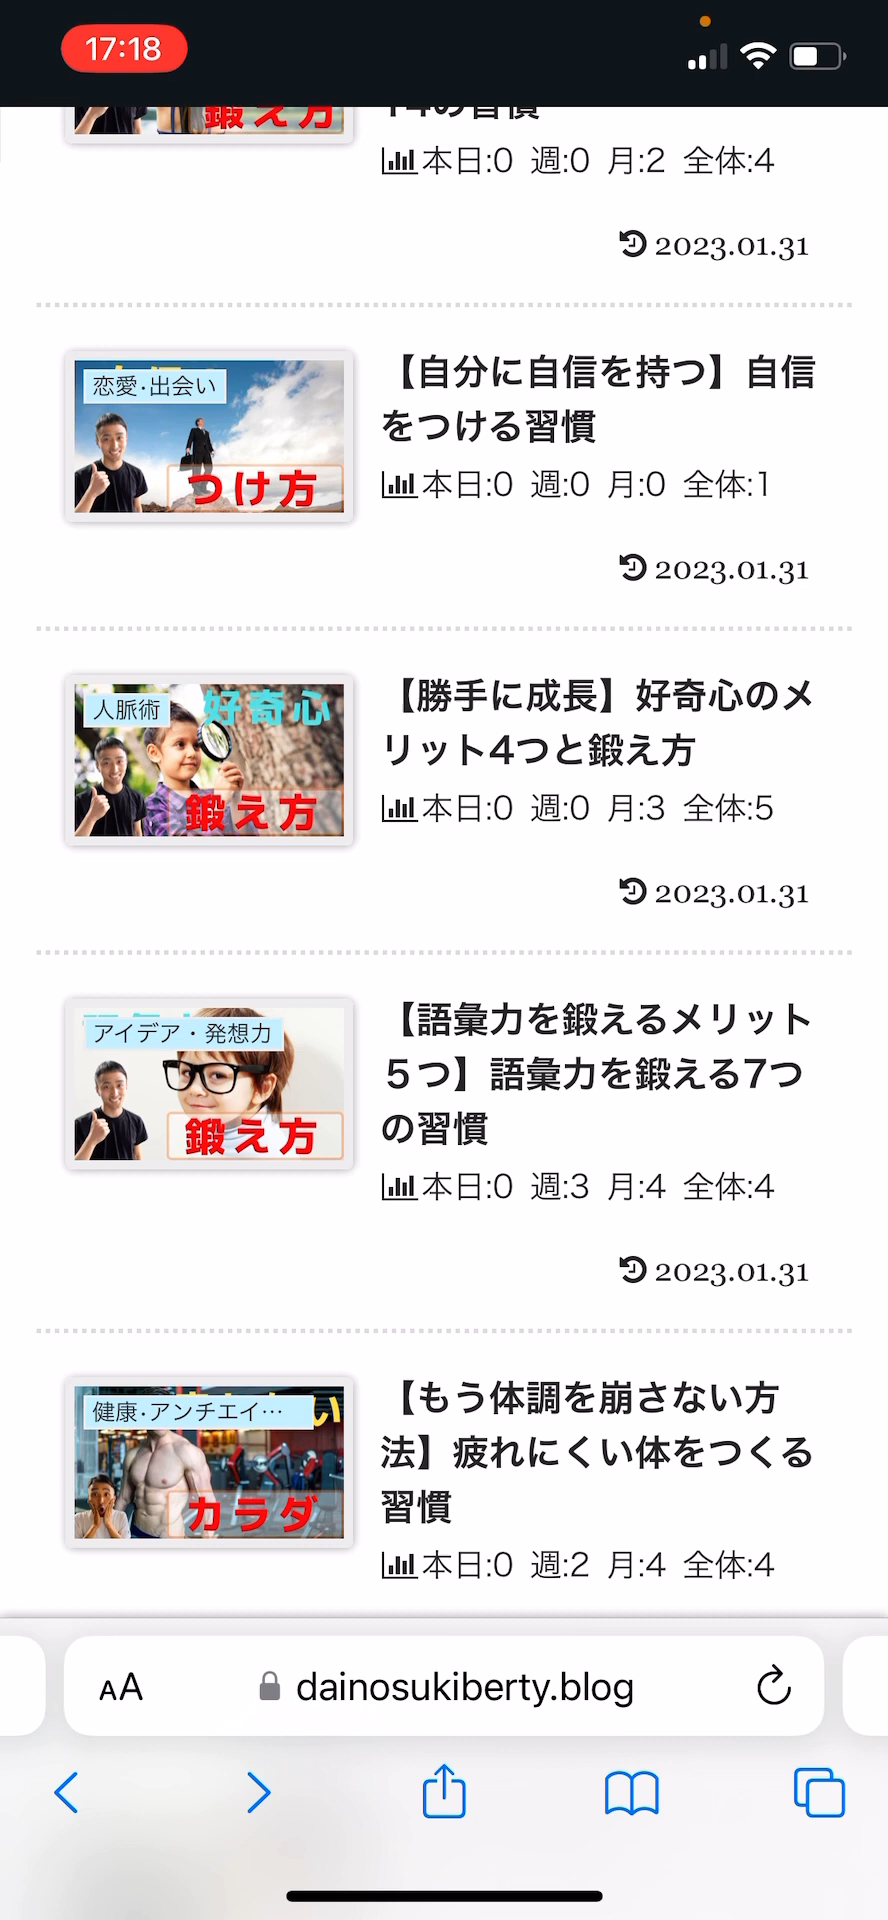 17:18
鍛え方
14の習慣
本日:0 週:0 月:2 全体:4
2023.01.31
恋愛·出会い
つけ方
【自分に自信を持つ】自信
をつける習慣
本日:0 週:0 月:0 全体:1
2023.01.31
人脈術
好奇心
鍛え方
【勝手に成長】好奇心のメ
リット4つと鍛え方
本日:0 週:0 月:3 全体:5
2023.01.31
アイデア・発想力
鍛え方
【語彙力を鍛えるメリット
５つ】語彙力を鍛える7つ
の習慣
本日:0 週:3 月:4 全体:4
2023.01.31
健康·アンチエイ…
い
カラダ
【もう体調を崩さない方
法】疲れにくい体をつくる
習慣
本日:0 週:2 月:4 全体:4
AA
dainosukiberty.blog